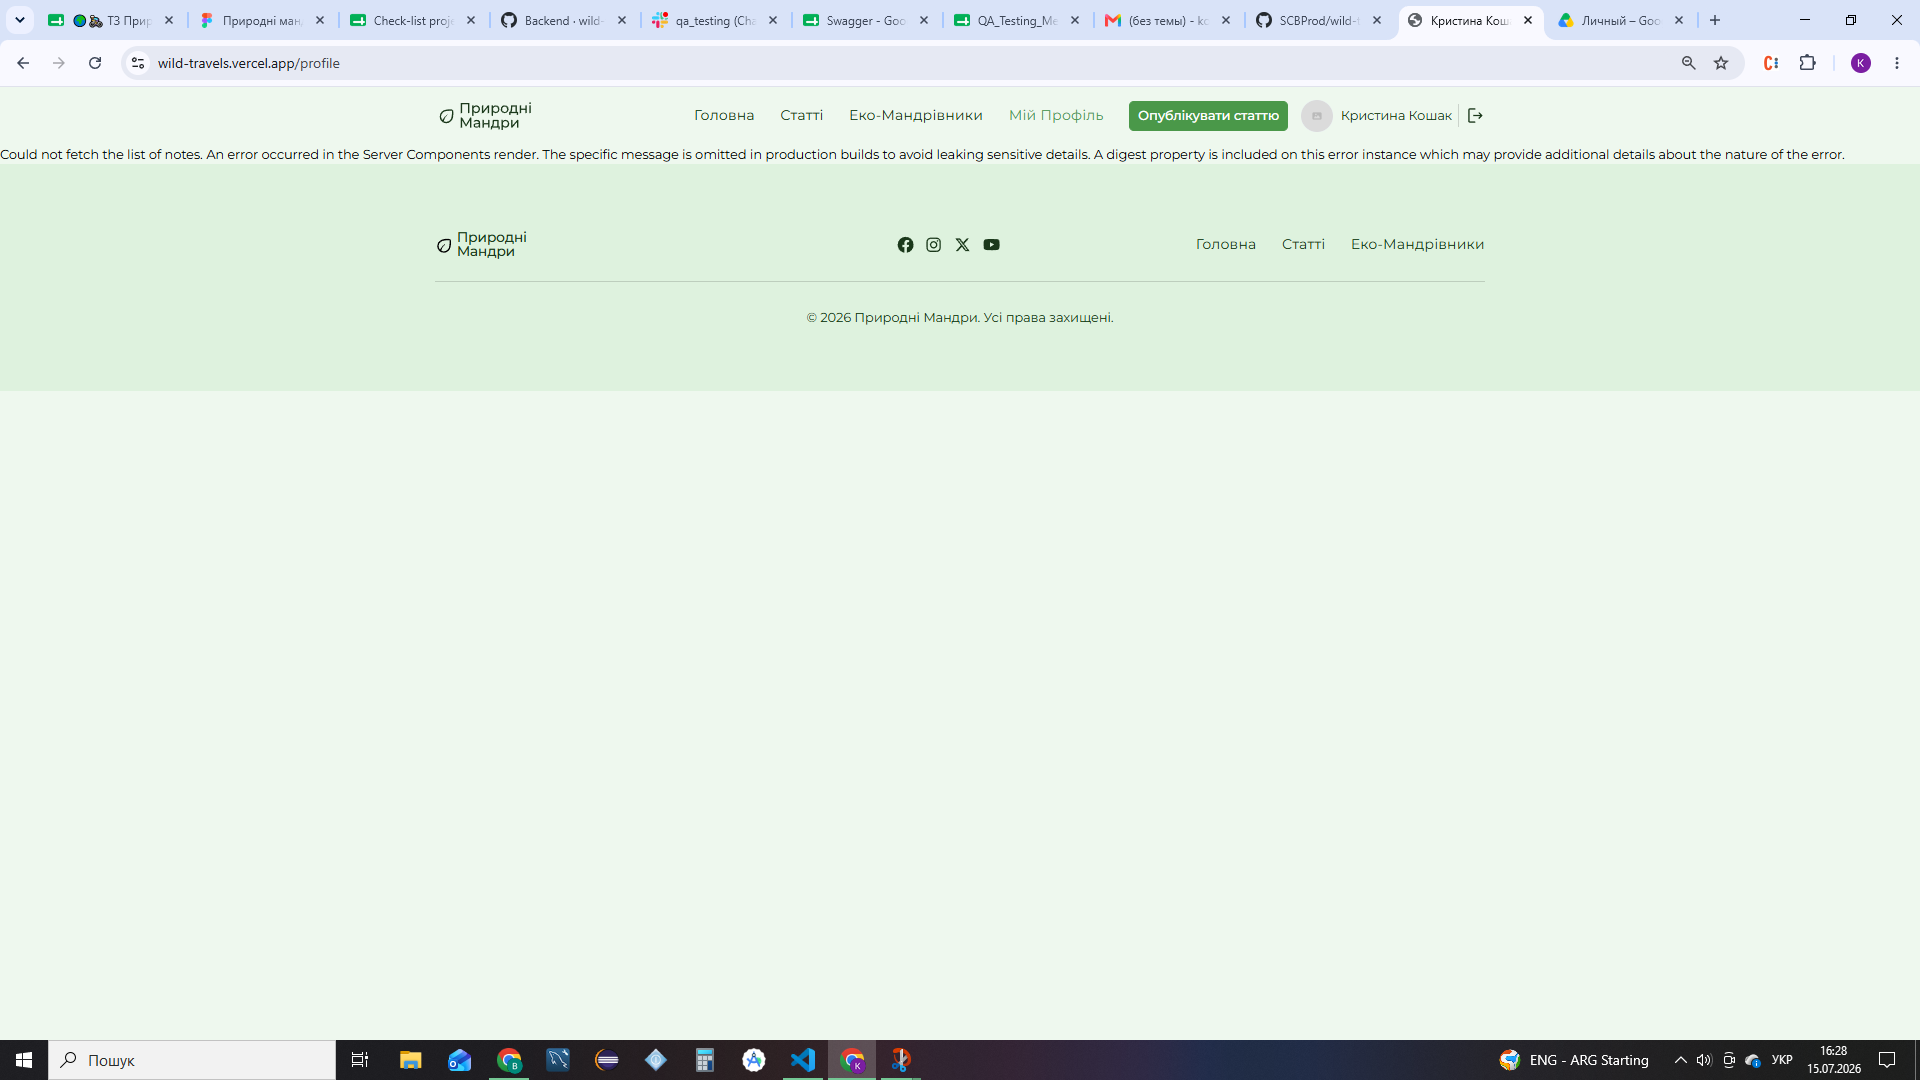 ТЗ Прир
Природні ман
Check-list proje
Backend · wild-
qa_testing (Cha
Swagger - Goo
QA_Testing_Me
(без темы) - ko
SCBProd/wild-t
Кристина Кош
Личный – Goo
wild-travels.vercel.app/profile
K
Природні
Мандри
Головна
Статті
Еко-Мандрівники
Мій Профіль
Опублікувати статтю
Кристина Кошак
Could not fetch the list of notes. An error occurred in the Server Components render. The specific message is omitted in production builds to avoid leaking sensitive details. A digest property is included on this error instance which may provide additional details about the nature of the error.
Природні
Мандри
Головна
Статті
Еко-Мандрівники
© 2026 Природні Мандри. Усі права захищені.
Пошук
ENG - ARG Starting
УКР
16:28
15.07.2026